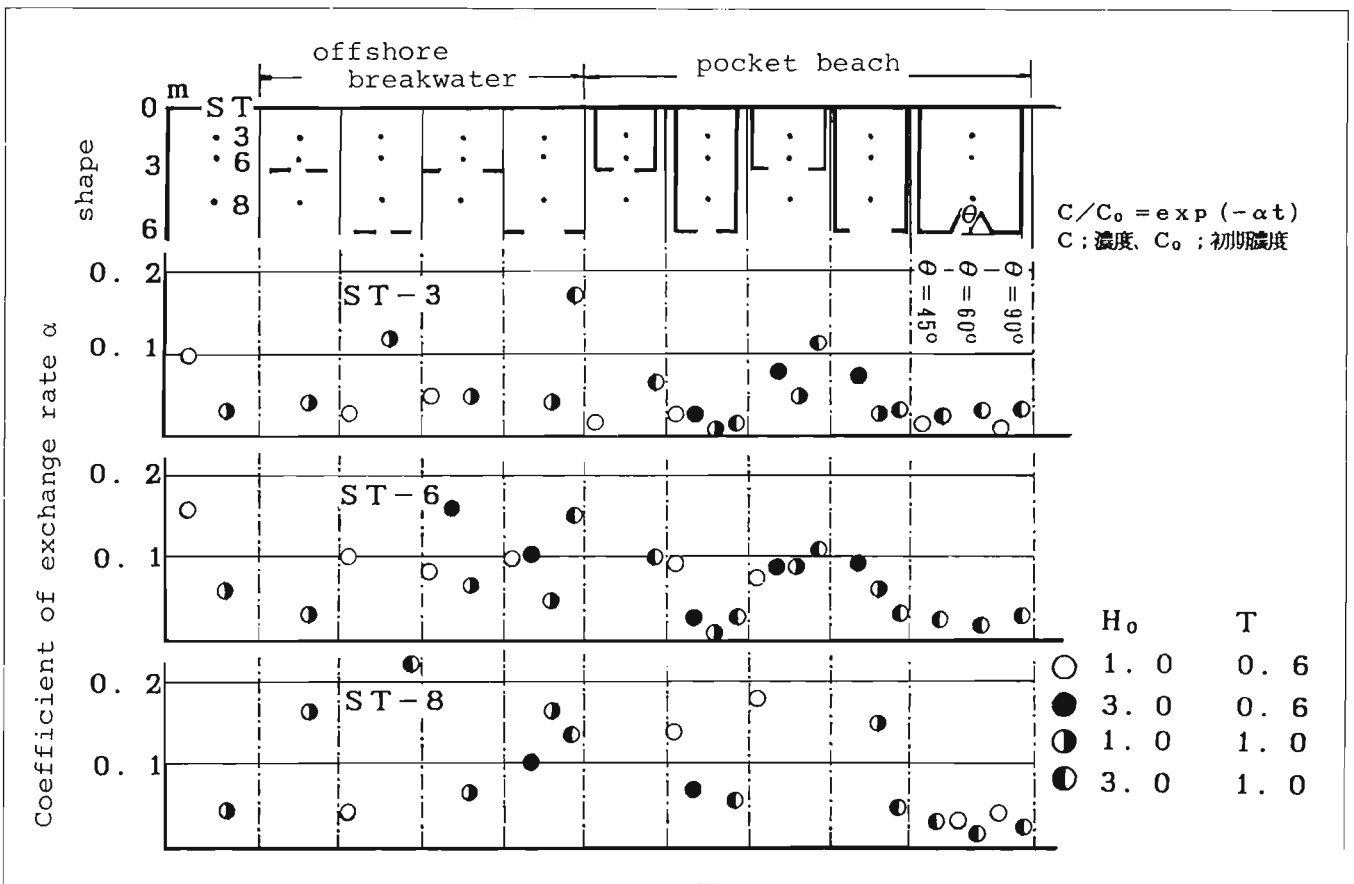 offshore
breakwater
pocket beach
m
0
3
6
shape
ST
3
6
8
θ
C/C₀ = exp (-αt)
C;濃度、C₀;初期濃度
θ=45°
θ=60°
θ=90°
Coefficient of exchange rate α
0.2
0.1
ST-3
0.2
0.1
ST-6
0.2
0.1
ST-8
H₀ T
1.0 0.6
3.0 0.6
1.0 1.0
3.0 1.0